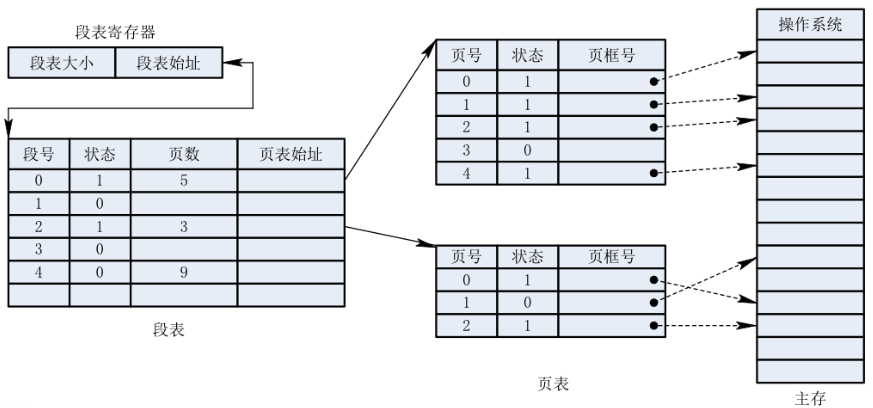 段表寄存器
段表大小 段表始址
段号 状态 页数 页表始址
0 1 5
1 0
2 1 3
3 0
4 0 9
段表
页号 状态 页框号
0 1
1 1
2 1
3 0
4 1
页号 状态 页框号
0 1
1 0
2 1
页表
操作系统
主存